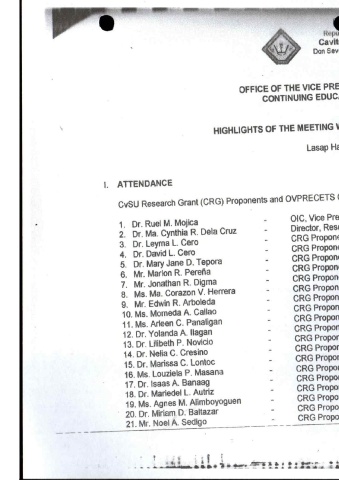 Repu
Cavit
Don Sev
OFFICE OF THE VICE PRE
CONTINUING EDUC
HIGHLIGHTS OF THE MEETING W
Lasap Ha
I. ATTENDANCE
CvSU Research Grant (CRG) Proponents and OVPRECETS
1. Dr. Ruel M. Mojica - OIC, Vice Pre
2. Dr. Ma. Cynthia R. Dela Cruz - Director, Rese
3. Dr. Leyma L. Cero - CRG Propone
4. Dr. David L. Cero - CRG Propone
5. Dr. Mary Jane D. Tepora - CRG Propone
6. Mr. Marlon R. Pereña - CRG Propone
7. Mr. Jonathan R. Digma - CRG Propone
8. Ms. Ma. Corazon V. Herrera - CRG Propone
9. Mr. Edwin R. Arboleda - CRG Propon
10. Ms. Momeda A. Callao - CRG Propon
11. Ms. Arleen C. Panaligan - CRG Propon
12. Dr. Yolanda A. Ilagan - CRG Propon
13. Dr. Lilibeth P. Novicio - CRG Propon
14. Dr. Nelia C. Cresino - CRG Propon
15. Dr. Marissa C. Lontoc - CRG Propon
16. Ms. Louziela P. Masana - CRG Propon
17. Dr. Isaac A. Banaag - CRG Propon
18. Dr. Mariedel L. Autriz - CRG Propo
19. Ms. Agnes M. Alimboyoguen - CRG Propo
20. Dr. Miriam D. Baltazar - CRG Propo
21. Mr. Noel A. Sedigo - CRG Propo